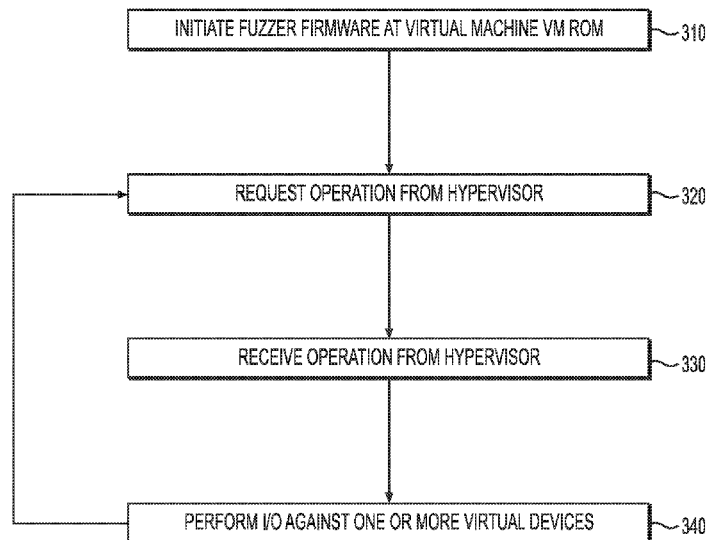 INITIATE FUZZER FIRMWARE AT VIRTUAL MACHINE VM ROM
310
REQUEST OPERATION FROM HYPERVISOR
320
RECEIVE OPERATION FROM HYPERVISOR
330
PERFORM I/O AGAINST ONE OR MORE VIRTUAL DEVICES
340